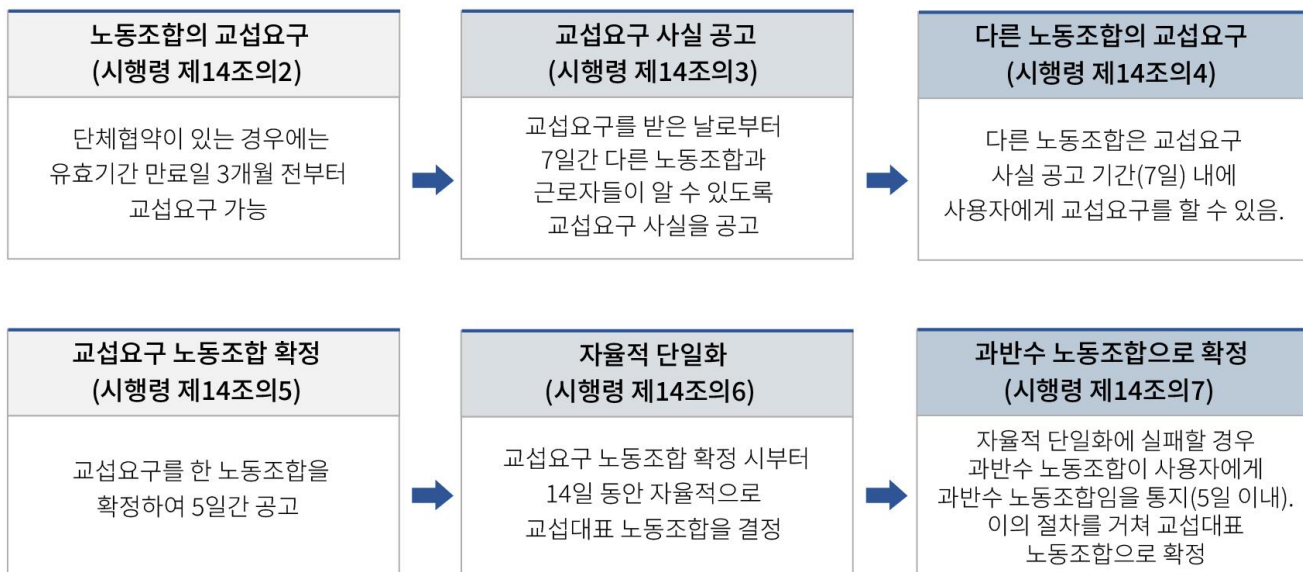 노동조합의 교섭요구
(시행령 제14조의2)
단체협약이 있는 경우에는
유효기간 만료일 3개월 전부터
교섭요구 가능
교섭요구 사실 공고
(시행령 제14조의3)
교섭요구를 받은 날로부터
7일간 다른 노동조합과
근로자들이 알 수 있도록
교섭요구 사실을 공고
다른 노동조합의 교섭요구
(시행령 제14조의4)
다른 노동조합은 교섭요구
사실 공고 기간(7일) 내에
사용자에게 교섭요구를 할 수 있음.
교섭요구 노동조합 확정
(시행령 제14조의5)
교섭요구를 한 노동조합을
확정하여 5일간 공고
자율적 단일화
(시행령 제14조의6)
교섭요구 노동조합 확정 시부터
14일 동안 자율적으로
교섭대표 노동조합을 결정
과반수 노동조합으로 확정
(시행령 제14조의7)
자율적 단일화에 실패할 경우
과반수 노동조합이 사용자에게
과반수 노동조합임을 통지(5일 이내).
이의 절차를 거쳐 교섭대표
노동조합으로 확정